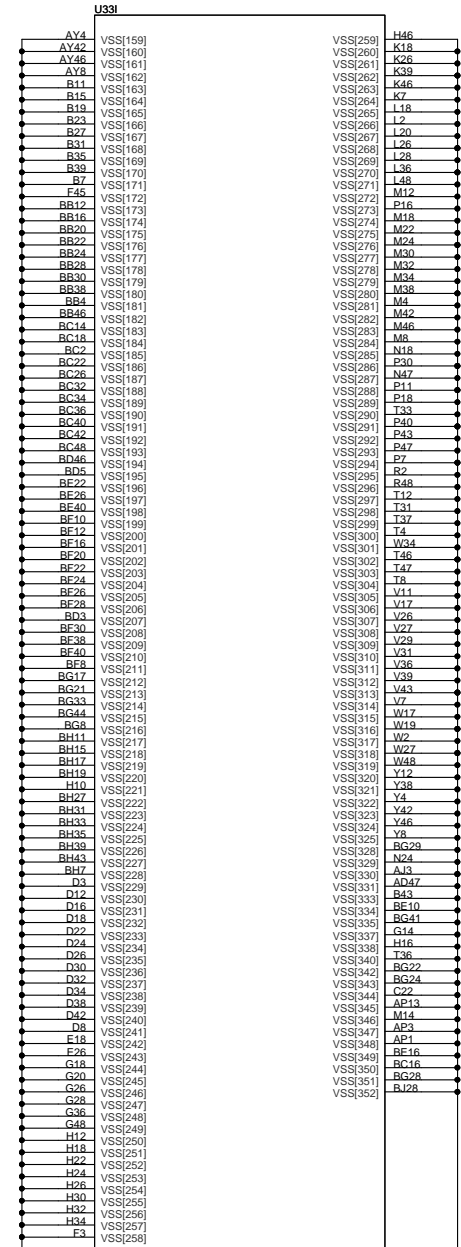 U33I
AY4 VSS[159]
AY42 VSS[160]
AY46 VSS[161]
AY8 VSS[162]
B11 VSS[163]
B15 VSS[164]
B19 VSS[165]
B23 VSS[166]
B27 VSS[167]
B31 VSS[168]
B35 VSS[169]
B39 VSS[170]
B7 VSS[171]
F45 VSS[172]
BB12 VSS[173]
BB16 VSS[174]
BB20 VSS[175]
BB22 VSS[176]
BB24 VSS[177]
BB28 VSS[178]
BB30 VSS[179]
BB38 VSS[180]
BB4 VSS[181]
BB46 VSS[182]
BC14 VSS[183]
BC18 VSS[184]
BC2 VSS[185]
BC22 VSS[186]
BC26 VSS[187]
BC32 VSS[188]
BC34 VSS[189]
BC36 VSS[190]
BC40 VSS[191]
BC42 VSS[192]
BC48 VSS[193]
BD46 VSS[194]
BD5 VSS[195]
BE22 VSS[196]
BE26 VSS[197]
BE40 VSS[198]
BF10 VSS[199]
BF12 VSS[200]
BF16 VSS[201]
BF20 VSS[202]
BF22 VSS[203]
BF24 VSS[204]
BF26 VSS[205]
BF28 VSS[206]
BD3 VSS[207]
BF30 VSS[208]
BF38 VSS[209]
BF40 VSS[210]
BF8 VSS[211]
BG17 VSS[212]
BG21 VSS[213]
BG33 VSS[214]
BG44 VSS[215]
BG8 VSS[216]
BH11 VSS[217]
BH15 VSS[218]
BH17 VSS[219]
BH19 VSS[220]
H10 VSS[221]
BH27 VSS[222]
BH31 VSS[223]
BH33 VSS[224]
BH35 VSS[225]
BH39 VSS[226]
BH43 VSS[227]
BH7 VSS[228]
D3 VSS[229]
D12 VSS[230]
D16 VSS[231]
D18 VSS[232]
D22 VSS[233]
D24 VSS[234]
D26 VSS[235]
D30 VSS[236]
D32 VSS[237]
D34 VSS[238]
D38 VSS[239]
D42 VSS[240]
D8 VSS[241]
E18 VSS[242]
E26 VSS[243]
G18 VSS[244]
G20 VSS[245]
G26 VSS[246]
G28 VSS[247]
G36 VSS[248]
G48 VSS[249]
H12 VSS[250]
H18 VSS[251]
H22 VSS[252]
H24 VSS[253]
H26 VSS[254]
H30 VSS[255]
H32 VSS[256]
H34 VSS[257]
F3 VSS[258]
VSS[259] H46
VSS[260] K18
VSS[261] K26
VSS[262] K39
VSS[263] K46
VSS[264] K7
VSS[265] L18
VSS[266] L2
VSS[267] L20
VSS[268] L26
VSS[269] L28
VSS[270] L36
VSS[271] L48
VSS[272] M12
VSS[273] P16
VSS[274] M18
VSS[275] M22
VSS[276] M24
VSS[277] M30
VSS[278] M32
VSS[279] M34
VSS[280] M38
VSS[281] M4
VSS[282] M42
VSS[283] M46
VSS[284] M8
VSS[285] N18
VSS[286] P30
VSS[287] N47
VSS[288] P11
VSS[289] P18
VSS[290] T33
VSS[291] P40
VSS[292] P43
VSS[293] P47
VSS[294] P7
VSS[295] R2
VSS[296] R48
VSS[297] T12
VSS[298] T31
VSS[299] T37
VSS[300] T4
VSS[301] W34
VSS[302] T46
VSS[303] T47
VSS[304] T8
VSS[305] V11
VSS[306] V17
VSS[307] V26
VSS[308] V27
VSS[309] V29
VSS[310] V31
VSS[311] V36
VSS[312] V39
VSS[313] V43
VSS[314] V7
VSS[315] W17
VSS[316] W19
VSS[317] W2
VSS[318] W27
VSS[319] W48
VSS[320] Y12
VSS[321] Y38
VSS[322] Y4
VSS[323] Y42
VSS[324] Y46
VSS[325] Y8
VSS[328] BG29
VSS[329] N24
VSS[330] AJ3
VSS[331] AD47
VSS[333] B43
VSS[334] BE10
VSS[335] BG41
VSS[337] G14
VSS[338] H16
VSS[340] T36
VSS[342] BG22
VSS[343] BG24
VSS[344] C22
VSS[345] AP13
VSS[346] M14
VSS[347] AP3
VSS[348] AP1
VSS[349] BE16
VSS[350] BC16
VSS[351] BG28
VSS[352] BJ28